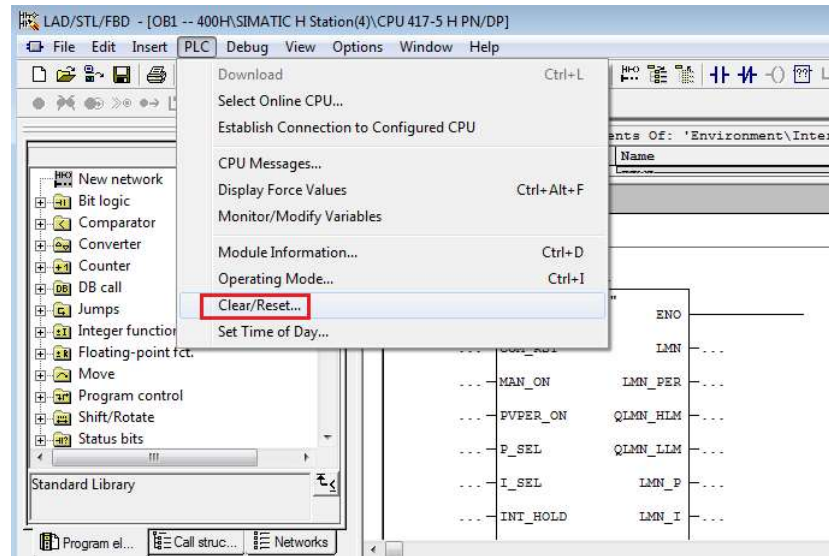 LAD/STL/FBD - [OB1 -- 400H\SIMATIC H Station(4)\CPU 417-5 H PN/DP]
File Edit Insert PLC Debug View Options Window Help
Download Ctrl+L
Select Online CPU...
Establish Connection to Configured CPU
CPU Messages...
Display Force Values Ctrl+Alt+F
Monitor/Modify Variables
Module Information... Ctrl+D
Operating Mode... Ctrl+I
Clear/Reset...
Set Time of Day...
ents Of: 'Environment\Inter
Name
New network
Bit logic
Comparator
Converter
Counter
DB call
Jumps
Integer function
Floating-point fct.
Move
Program control
Shift/Rotate
Status bits
Standard Library
Program el... Call struc... Networks
" ENO
... COM_RST LMN ...
... MAN_ON LMN_PER ...
... PVPER_ON QLMN_HLM ...
... P_SEL QLMN_LLM ...
... I_SEL LMN_P ...
... INT_HOLD LMN_I ...